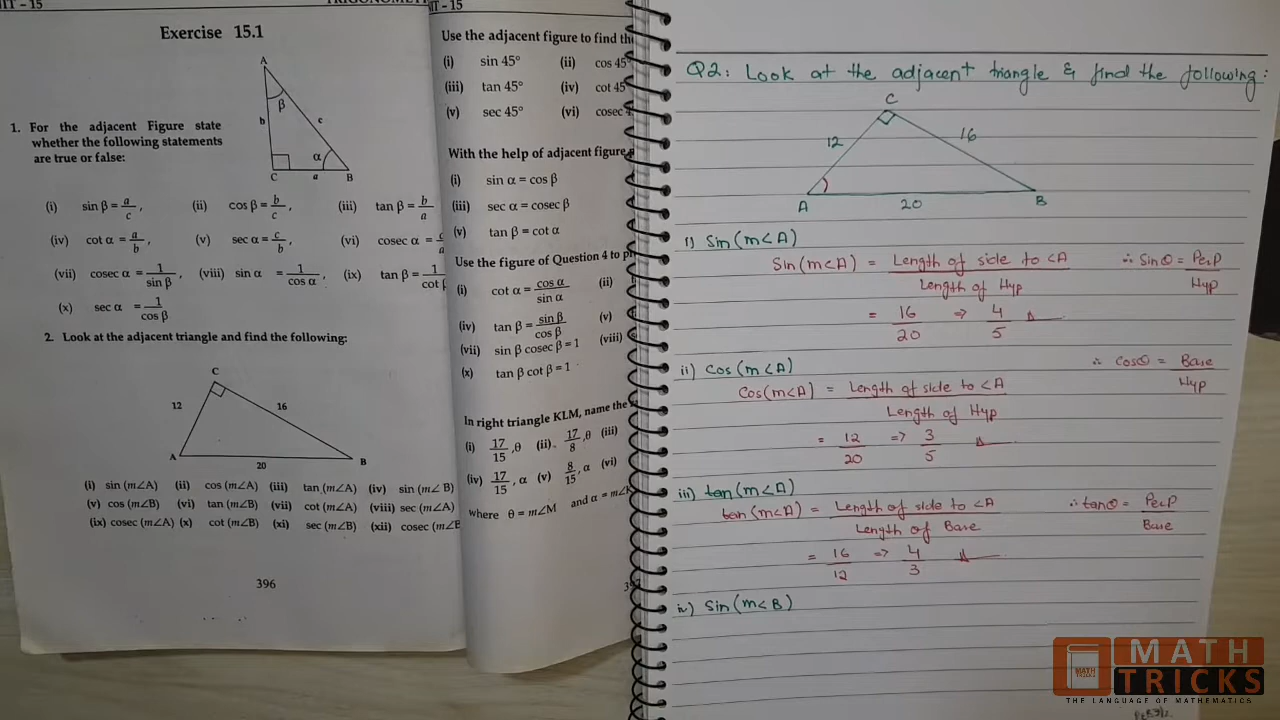 UNIT - 15
Exercise 15.1
A
β
b
c
α
C
a
B
1. For the adjacent Figure state
whether the following statements
are true or false:
(i) sin β = a/c , (ii) cos β = b/c , (iii) tan β = b/a
(iv) cot α = a/b , (v) sec α = c/b , (vi) cosec α =
(vii) cosec α = 1/sin β , (viii) sin α = 1/cos α , (ix) tan β = 1/cot β
(x) sec α = 1/cos β
2. Look at the adjacent triangle and find the following:
C
12
16
A
20
B
(i) sin (m∠A) (ii) cos (m∠A) (iii) tan (m∠A) (iv) sin (m∠ B)
(v) cos (m∠B) (vi) tan (m∠B) (vii) cot (m∠A) (viii) sec (m∠A)
(ix) cosec (m∠A) (x) cot (m∠B) (xi) sec (m∠B) (xii) cosec (m∠B
396
- 15
Use the adjacent figure to find the
(i) sin 45° (ii) cos 45°
(iii) tan 45° (iv) cot 45°
(v) sec 45° (vi) cosec
With the help of adjacent figure
(i) sin α = cos β
(iii) sec α = cosec β
(v) tan β = cot α
Use the figure of Question 4 to
(i) cot α = cos α/sin α (ii)
(iv) tan β = sin β/cos β (v)
(vii) sin β cosec β = 1 (viii)
(x) tan β cot β = 1
In right triangle KLM, name the
(i) 17/15 , θ (ii) 17/8 , θ (iii)
(iv) 17/15 , α (v) 8/15 , α (vi)
where θ = m∠M and α = m∠
Q2: Look at the adjacent triangle & find the following:
C
12
16
A
20
B
i) Sin(m∠A)
Sin(m∠A) = Length of side to ∠A / Length of Hyp ∴ Sinθ = Perp/Hyp
= 16/20 => 4/5
ii) Cos(m∠A)
Cos(m∠A) = Length of side to ∠A / Length of Hyp ∴ Cosθ = Base/Hyp
= 12/20 => 3/5
iii) tan(m∠A)
tan(m∠A) = Length of side to ∠A / Length of Base ∴ tanθ = Perp/Base
= 16/12 => 4/3
iv) Sin(m∠B)
MATH
TRICKS
THE LANGUAGE OF MATHEMATICS